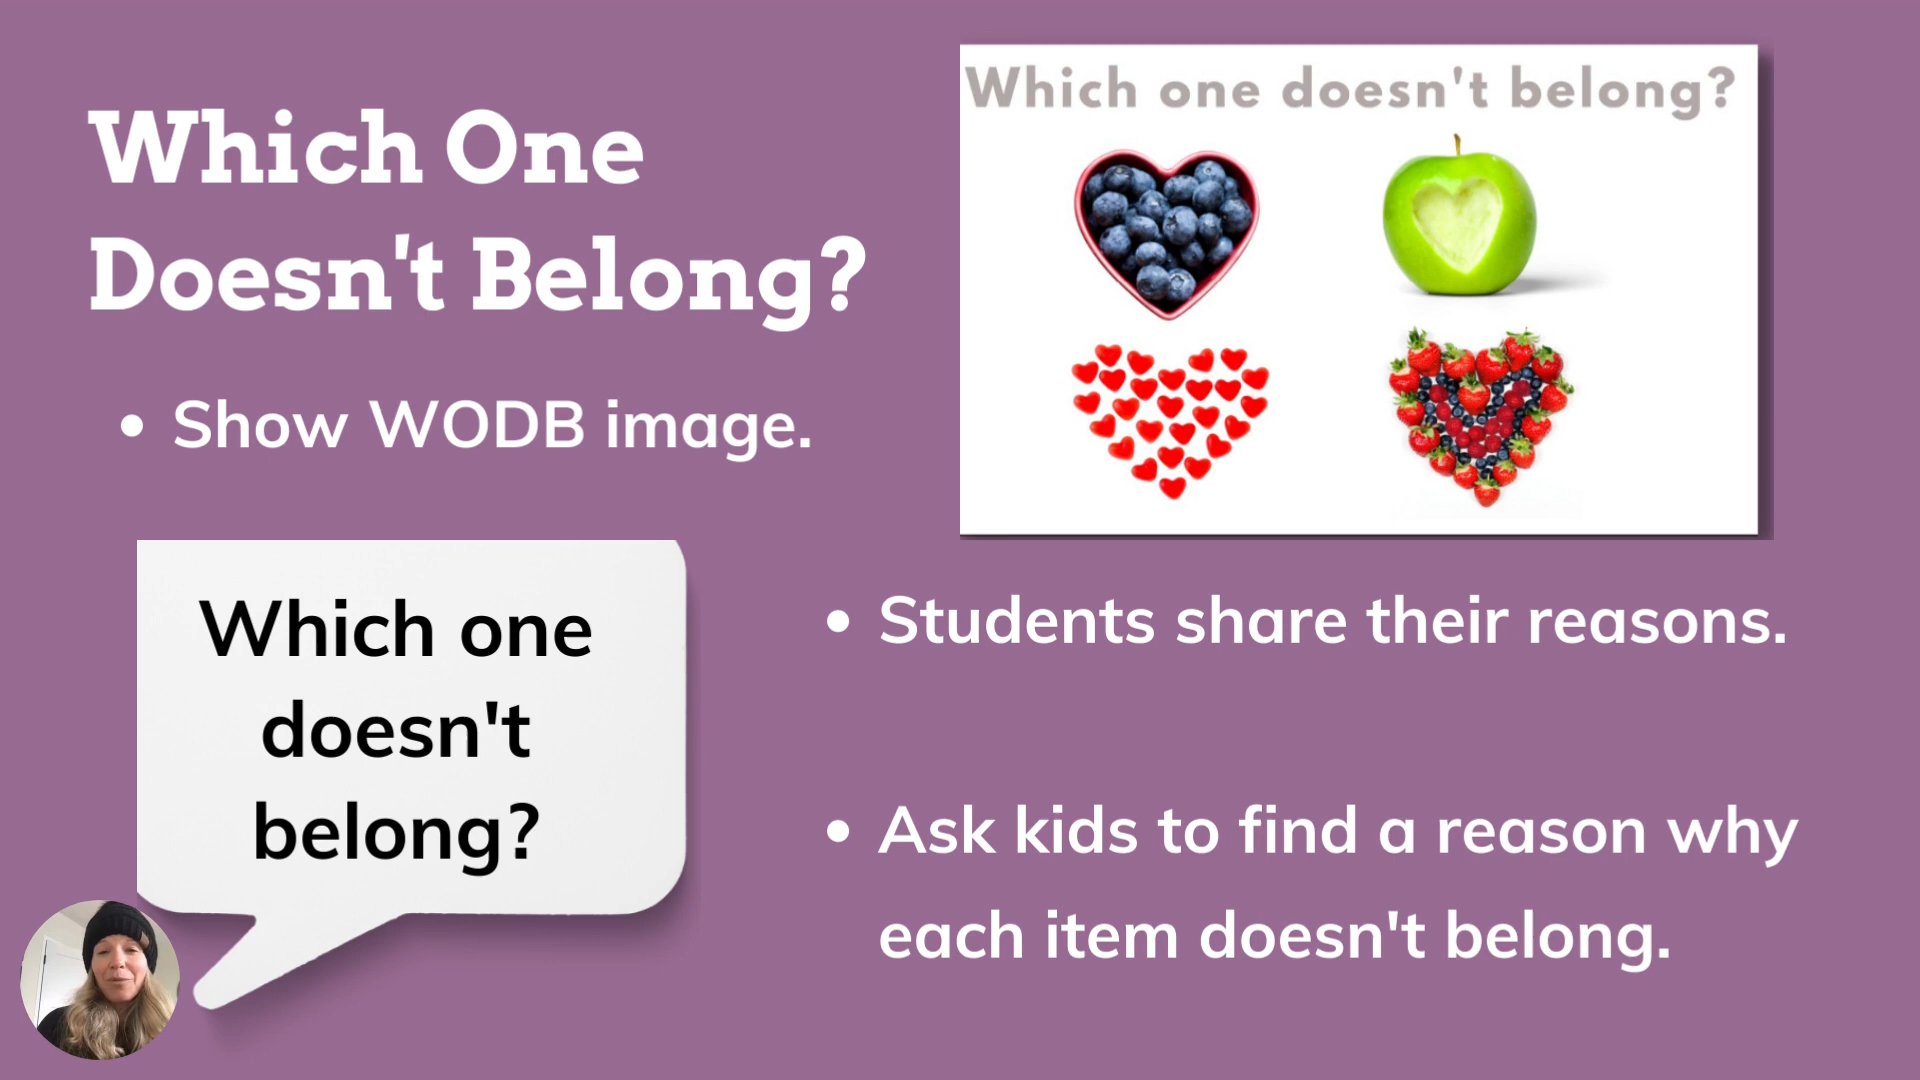 Which One
Doesn't Belong?
• Show WODB image.
Which one doesn't belong?
Which one
doesn't
belong?
• Students share their reasons.
• Ask kids to find a reason why
each item doesn't belong.